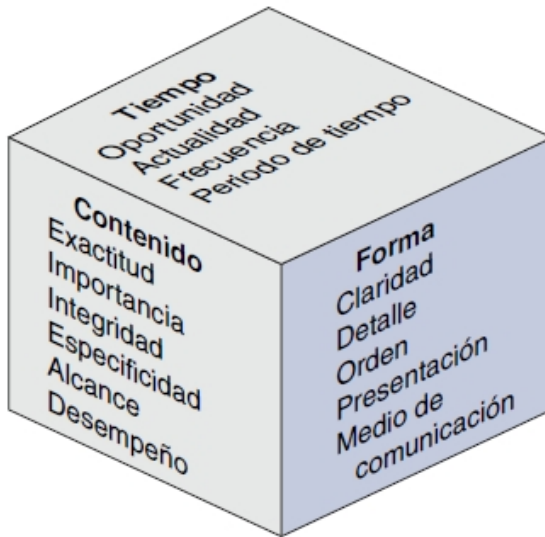 Tiempo
Oportunidad
Actualidad
Frecuencia
Periodo de tiempo
Contenido
Exactitud
Importancia
Integridad
Especificidad
Alcance
Desempeño
Forma
Claridad
Detalle
Orden
Presentación
Medio de
comunicación